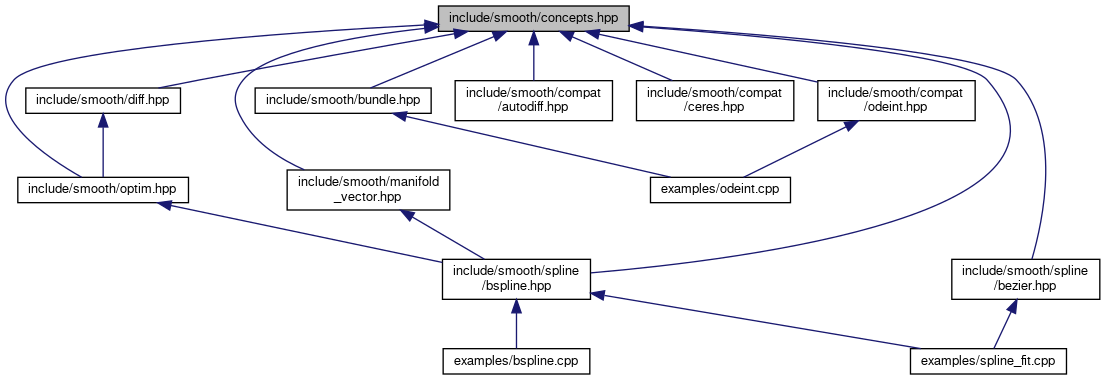 include/smooth/concepts.hpp
include/smooth/diff.hpp
include/smooth/bundle.hpp
include/smooth/compat
/autodiff.hpp
include/smooth/compat
/ceres.hpp
include/smooth/compat
/odeint.hpp
include/smooth/optim.hpp
include/smooth/manifold
_vector.hpp
examples/odeint.cpp
include/smooth/spline
/bspline.hpp
include/smooth/spline
/bezier.hpp
examples/bspline.cpp
examples/spline_fit.cpp